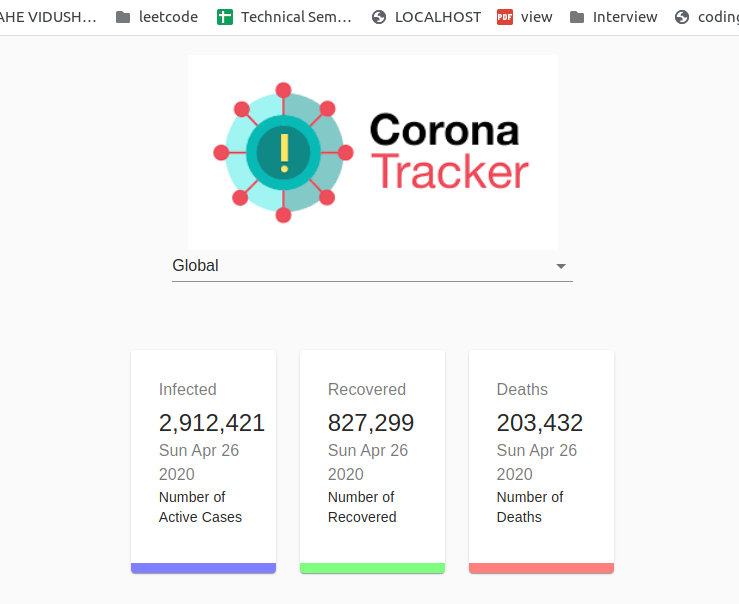 AHE VIDUSH... leetcode Technical Sem... LOCALHOST PDF view Interview coding
!
Corona
Tracker
Global
Infected Recovered Deaths
2,912,421 827,299 203,432
Sun Apr 26 Sun Apr 26 Sun Apr 26
2020 2020 2020
Number of Number of Number of
Active Cases Recovered Deaths